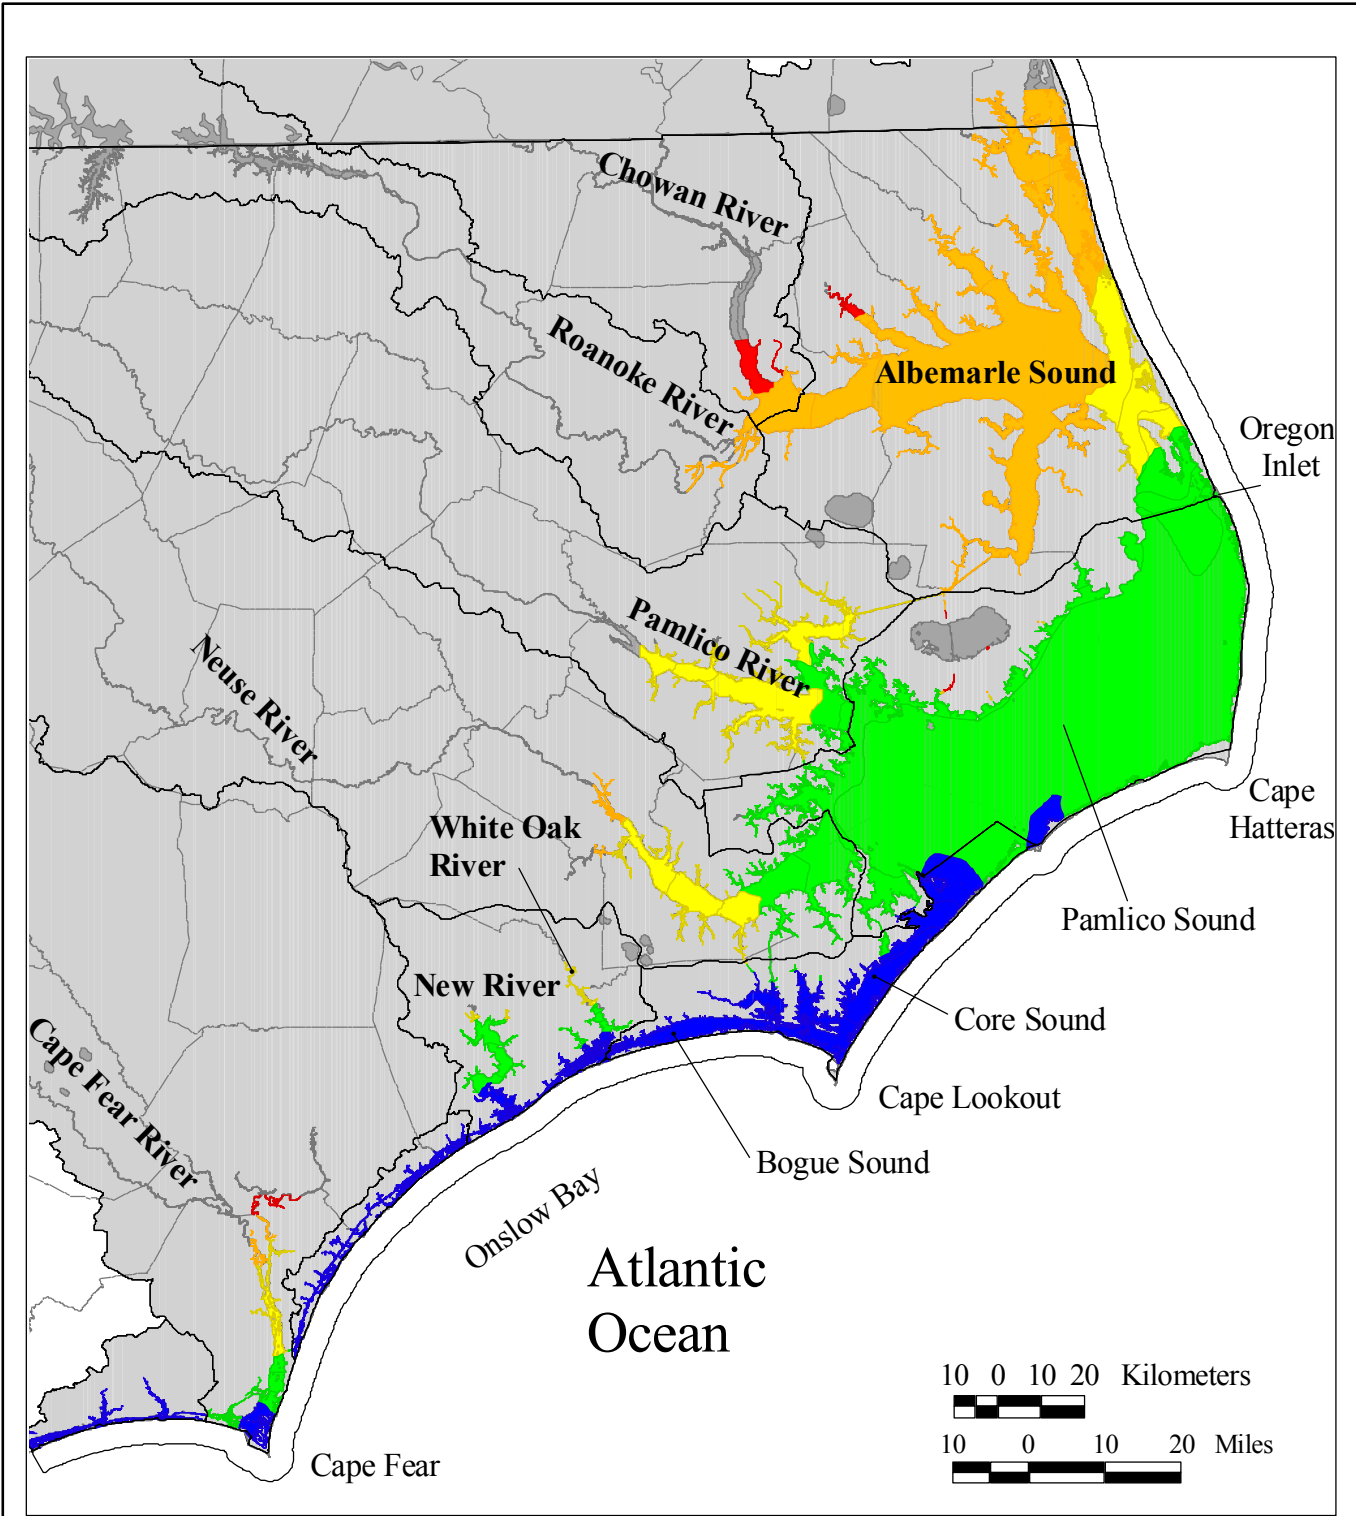 Chowan River
Roanoke River
Albemarle Sound
Oregon
Inlet
Pamlico River
Neuse River
Cape
Hatteras
White Oak
River
Pamlico Sound
New River
Core Sound
Cape Fear River
Cape Lookout
Bogue Sound
Onslow Bay
Atlantic
Ocean
10 0 10 20 Kilometers
10 0 10 20 Miles
Cape Fear